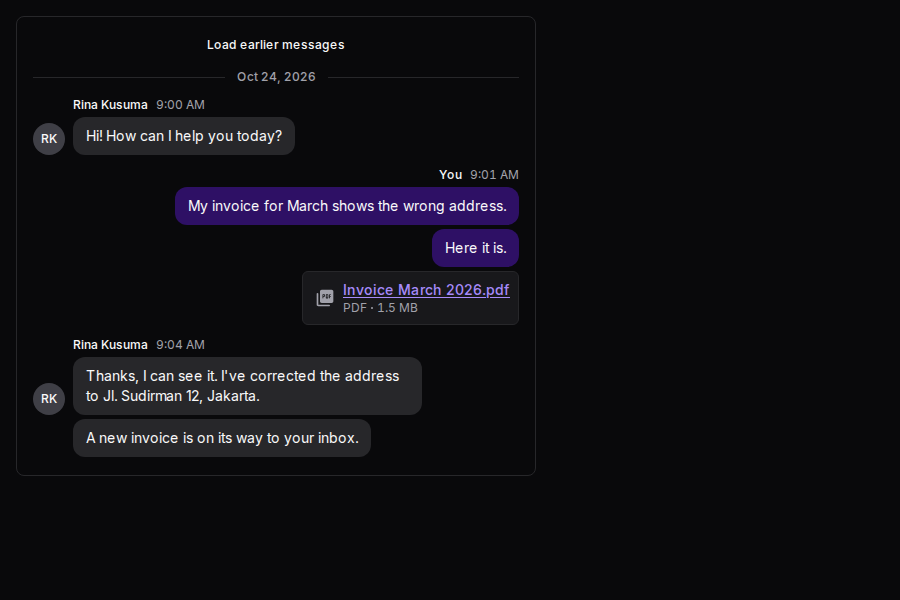 Load earlier messages
Oct 24, 2026
Rina Kusuma 9:00 AM
RK
Hi! How can I help you today?
You 9:01 AM
My invoice for March shows the wrong address.
Here it is.
PDF
Invoice March 2026.pdf
PDF · 1.5 MB
Rina Kusuma 9:04 AM
Thanks, I can see it. I've corrected the address
to Jl. Sudirman 12, Jakarta.
RK
A new invoice is on its way to your inbox.